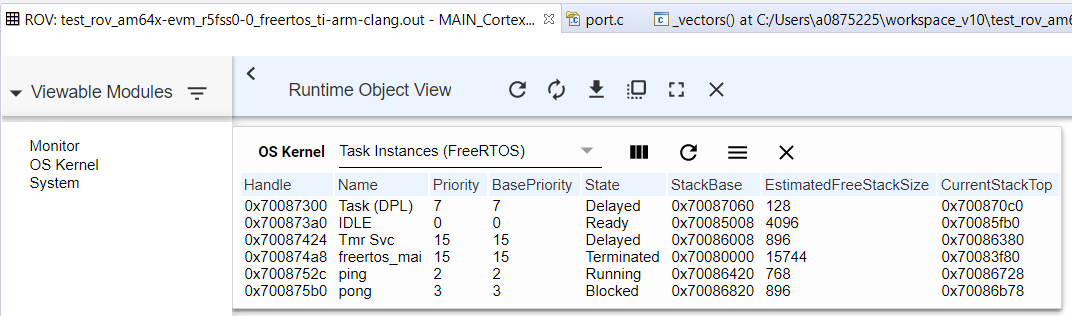 ROV: test_rov_am64x-evm_r5fss0-0_freertos_ti-arm-clang.out - MAIN_Cortex... port.c _vectors() at C:/Users\a0875225\workspace_v10\test_rov_am6
Viewable Modules
Runtime Object View
Monitor
OS Kernel
System
OS Kernel Task Instances (FreeRTOS)
Handle Name Priority BasePriority State StackBase EstimatedFreeStackSize CurrentStackTop
0x70087300 Task (DPL) 7 7 Delayed 0x70087060 128 0x700870c0
0x700873a0 IDLE 0 0 Ready 0x70085008 4096 0x70085fb0
0x70087424 Tmr Svc 15 15 Delayed 0x70086008 896 0x70086380
0x700874a8 freertos_mai 15 15 Terminated 0x70080000 15744 0x70083f80
0x7008752c ping 2 2 Running 0x70086420 768 0x70086728
0x700875b0 pong 3 3 Blocked 0x70086820 896 0x70086b78